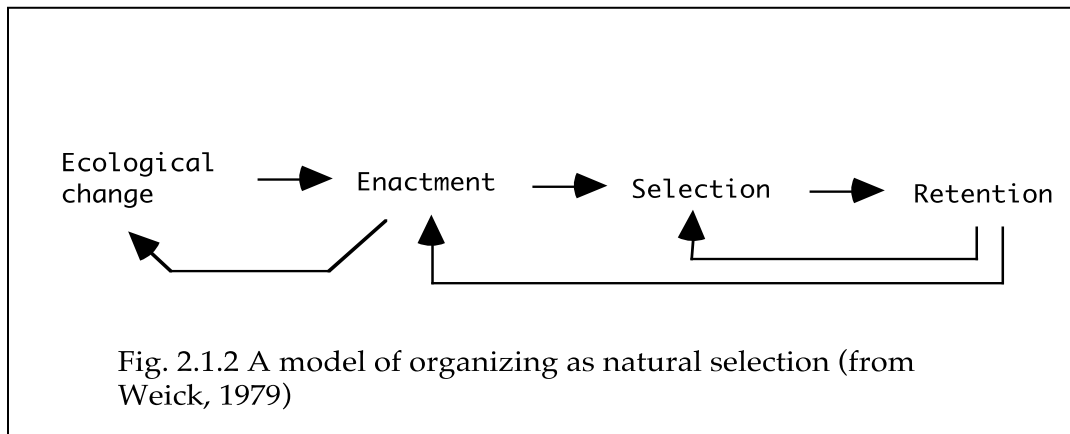 Ecological
change
Enactment
Selection
Retention
Fig. 2.1.2 A model of organizing as natural selection (from
Weick, 1979)